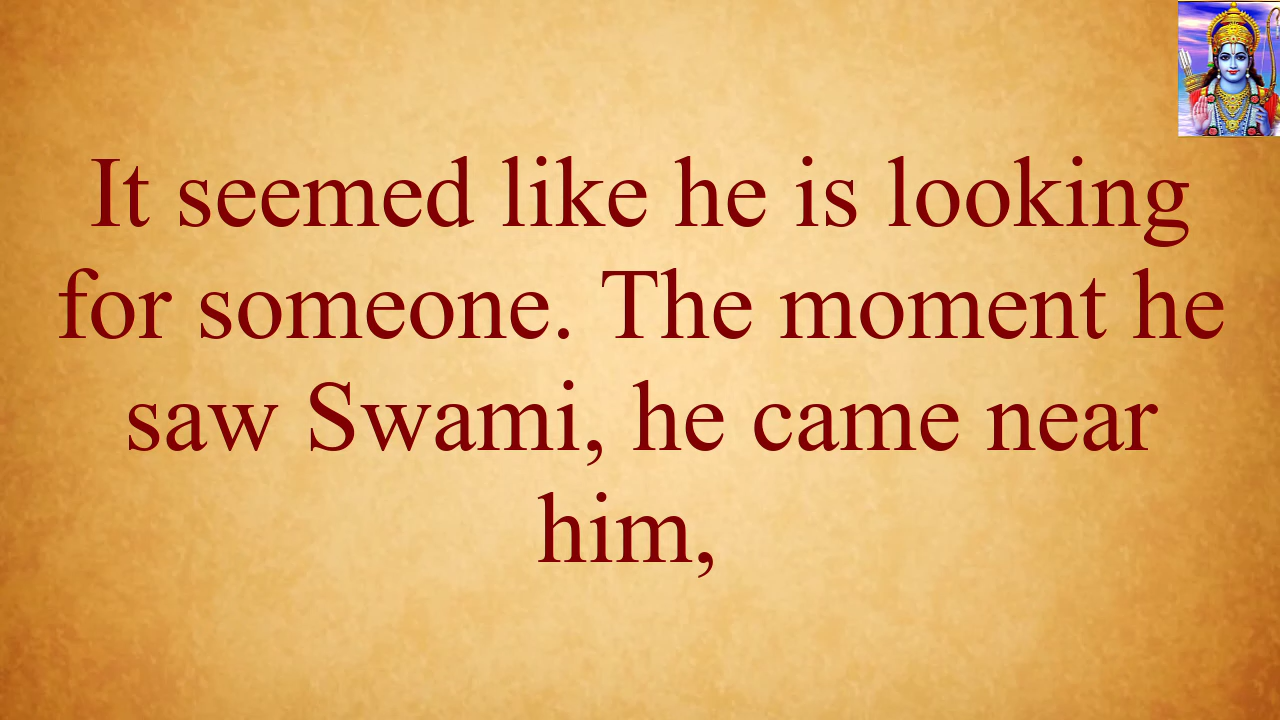 It seemed like he is looking
for someone. The moment he
saw Swami, he came near
him,